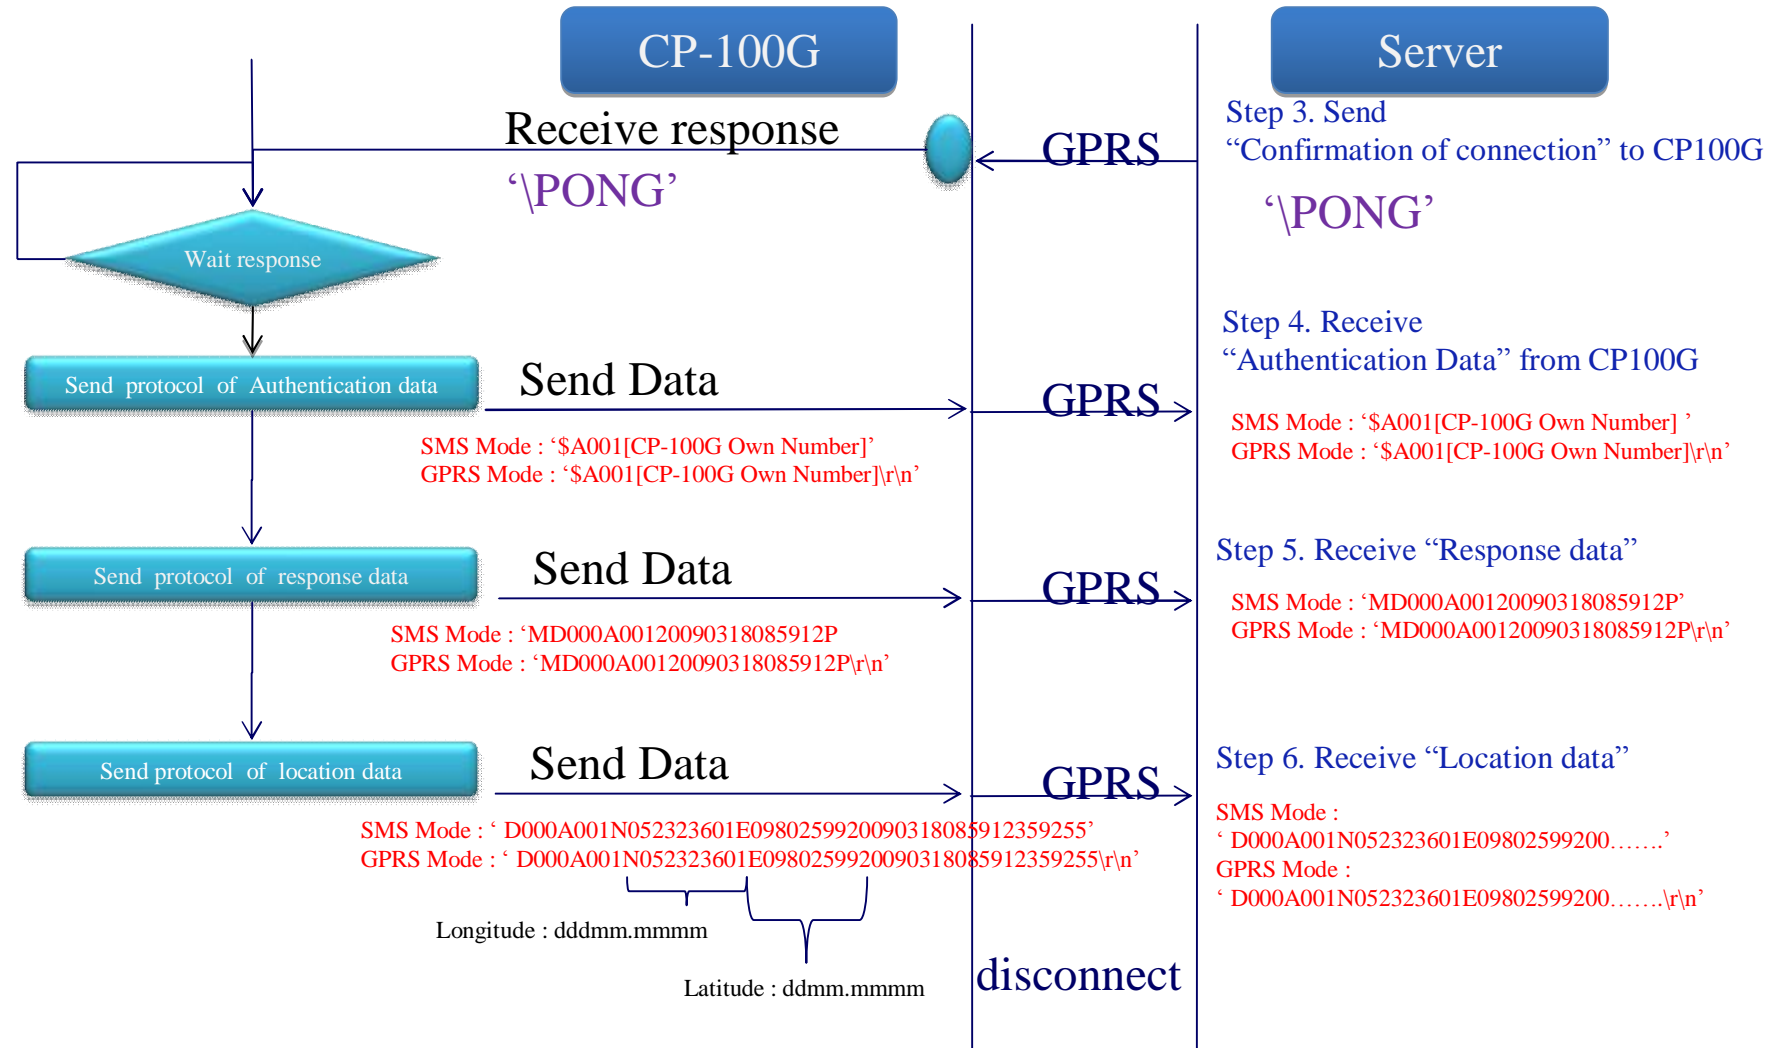 CP-100G
Server
Receive response
GPRS
Step 3. Send
“Confirmation of connection” to CP100G
‘\PONG’
‘\PONG’
Wait response
Step 4. Receive
“Authentication Data” from CP100G
Send protocol of Authentication data
Send Data
GPRS
SMS Mode : ‘$A001[CP-100G Own Number]’
GPRS Mode : ‘$A001[CP-100G Own Number]\r\n’
SMS Mode : ‘$A001[CP-100G Own Number] ’
GPRS Mode : ‘$A001[CP-100G Own Number]\r\n’
Send protocol of response data
Send Data
GPRS
Step 5. Receive “Response data”
SMS Mode : ‘MD000A00120090318085912P
GPRS Mode : ‘MD000A00120090318085912P\r\n’
SMS Mode : ‘MD000A00120090318085912P’
GPRS Mode : ‘MD000A00120090318085912P\r\n’
Send protocol of location data
Send Data
GPRS
Step 6. Receive “Location data”
SMS Mode : ‘ D000A001N052323601E0980259920090318085912359255’
GPRS Mode : ‘ D000A001N052323601E0980259920090318085912359255\r\n’
SMS Mode :
‘ D000A001N052323601E09802599200…….’
GPRS Mode :
‘ D000A001N052323601E09802599200…….\r\n’
Longitude : dddmm.mmmm
Latitude : ddmm.mmmm
disconnect